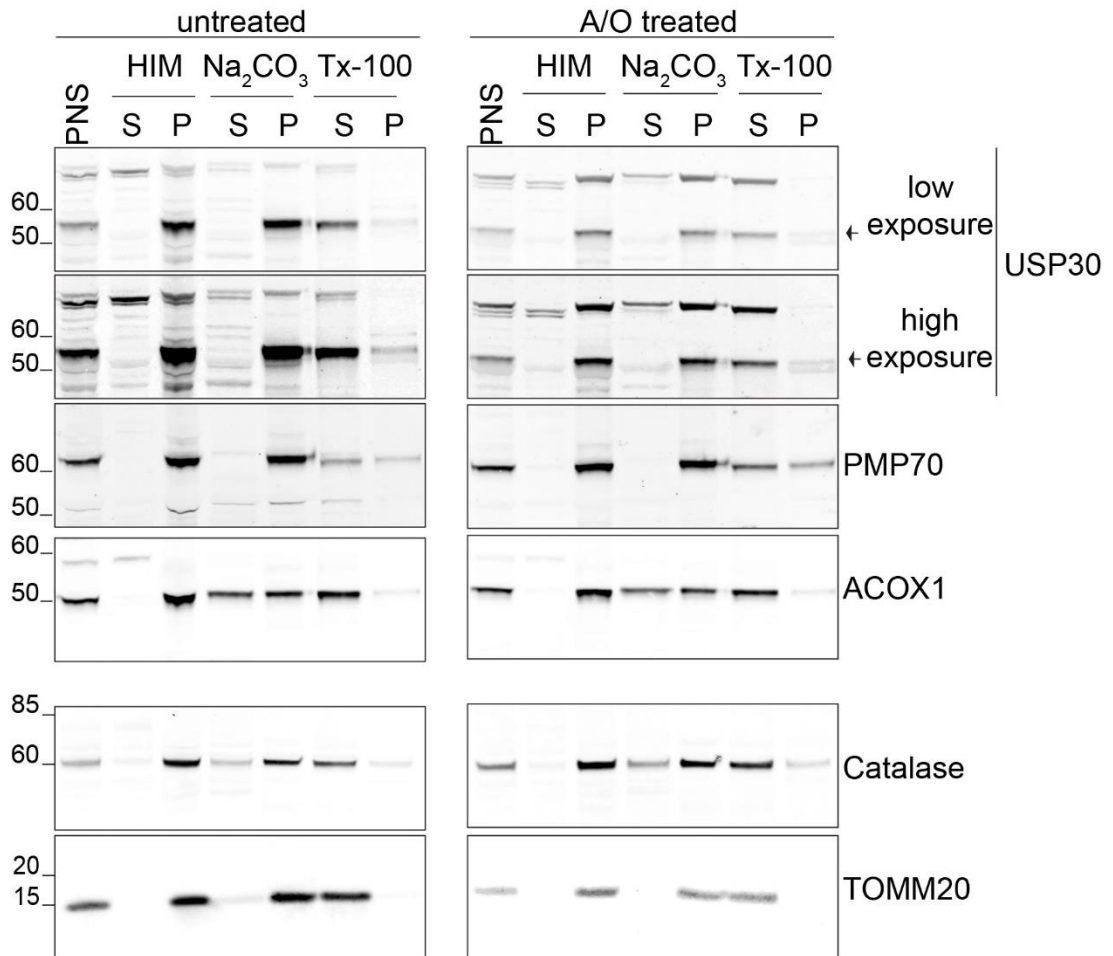 untreated A/O treated
HIM Na₂CO₃ Tx-100 HIM Na₂CO₃ Tx-100
PNS S P S P S P PNS S P S P S P
60
50
low
exposure
USP30
60
50
high
exposure
60
50
PMP70
60
50
ACOX1
85
60
Catalase
20
15
TOMM20